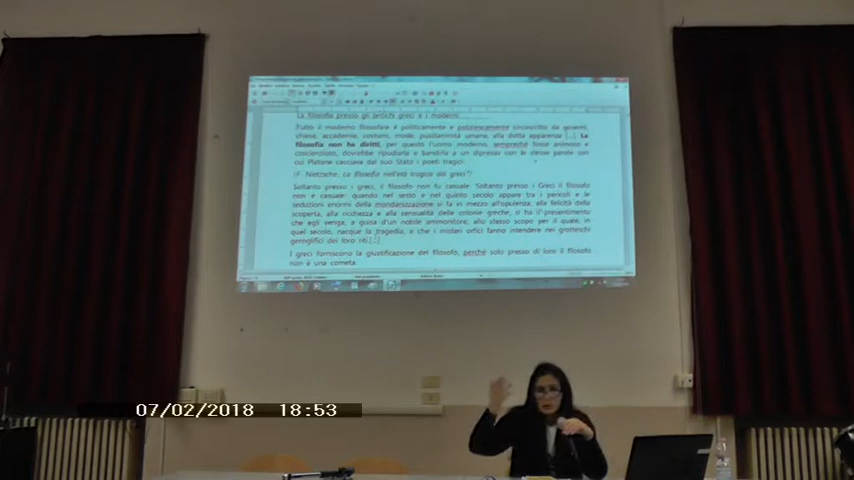 La filosofia presso gli antichi greci e i moderni
Tutto il moderno filosofare è politicamente e poliziescamente circoscritto da governi,
chiese, accademie, costumi, mode, pusillanimità umane, alla dotta apparenza [..]. La
filosofia non ha diritti, per questo l'uomo moderno, sempreché fosse animoso e
coscienzioso, dovrebbe ripudiarla e bandirla a un dipresso con le stesse parole con
cui Platone cacciava dal suo Stato i poeti tragici.
(F. Nietzsche, La filosofia nell'età tragica dei greci")
Soltanto presso i greci, il filosofo non fu casuale. Soltanto presso i Greci il filosofo
non è casuale: quando nel sesto e nel quinto secolo appare tra i pericoli e le
seduzioni enormi della mondanizzazione si fa in mezzo all'opulenza, alla felicità della
scoperta, alla ricchezza e alla sensualità delle colonie greche, si ha il presentimento
che egli venga, a guisa d'un nobile ammonitore, allo stesso scopo per il quale, in
quel secolo, nacque la tragedia, e che i misteri orfici fanno intendere nei grotteschi
geroglifici dei loro riti.[..]
I greci forniscono la giustificazione del filosofo, perché solo presso di loro il filosofo
non è una cometa
07/02/2018 18:53